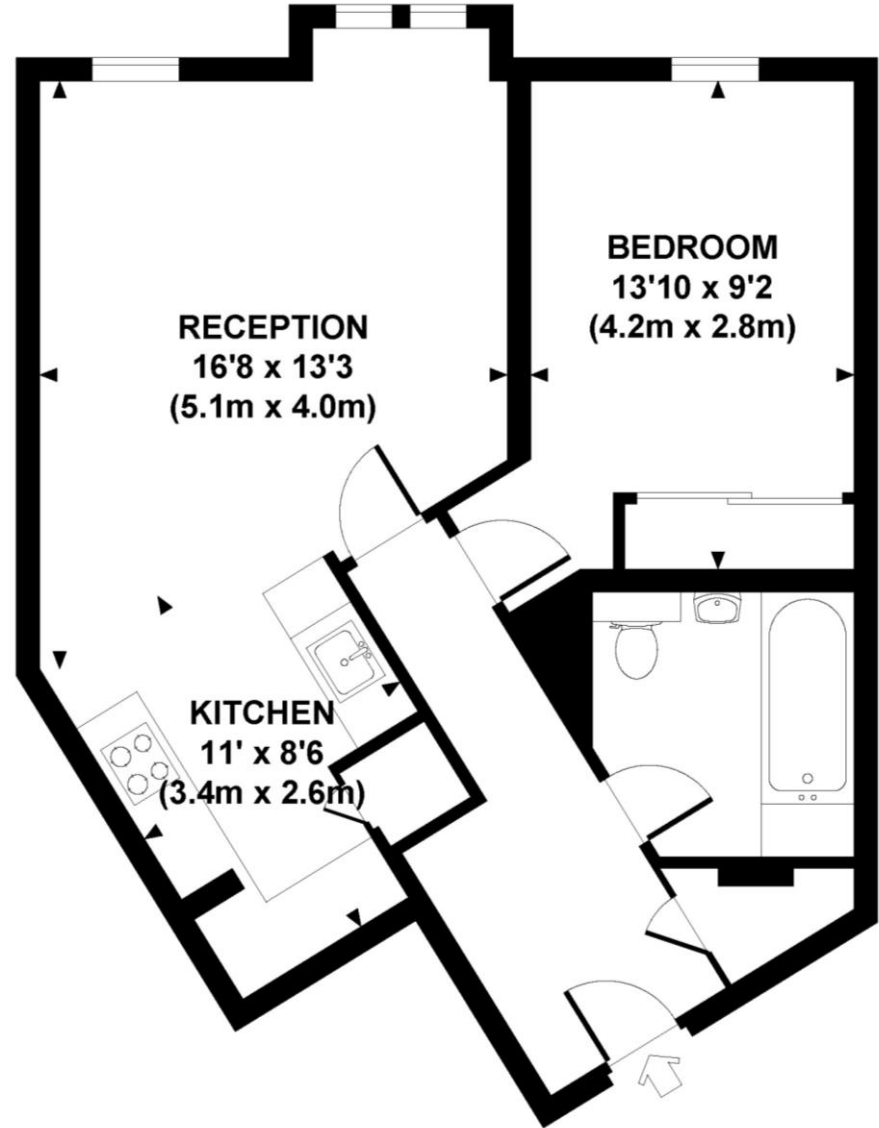 BEDROOM
13'10 x 9'2
(4.2m x 2.8m)
RECEPTION
16'8 x 13'3
(5.1m x 4.0m)
KITCHEN
11' x 8'6
(3.4m x 2.6m)